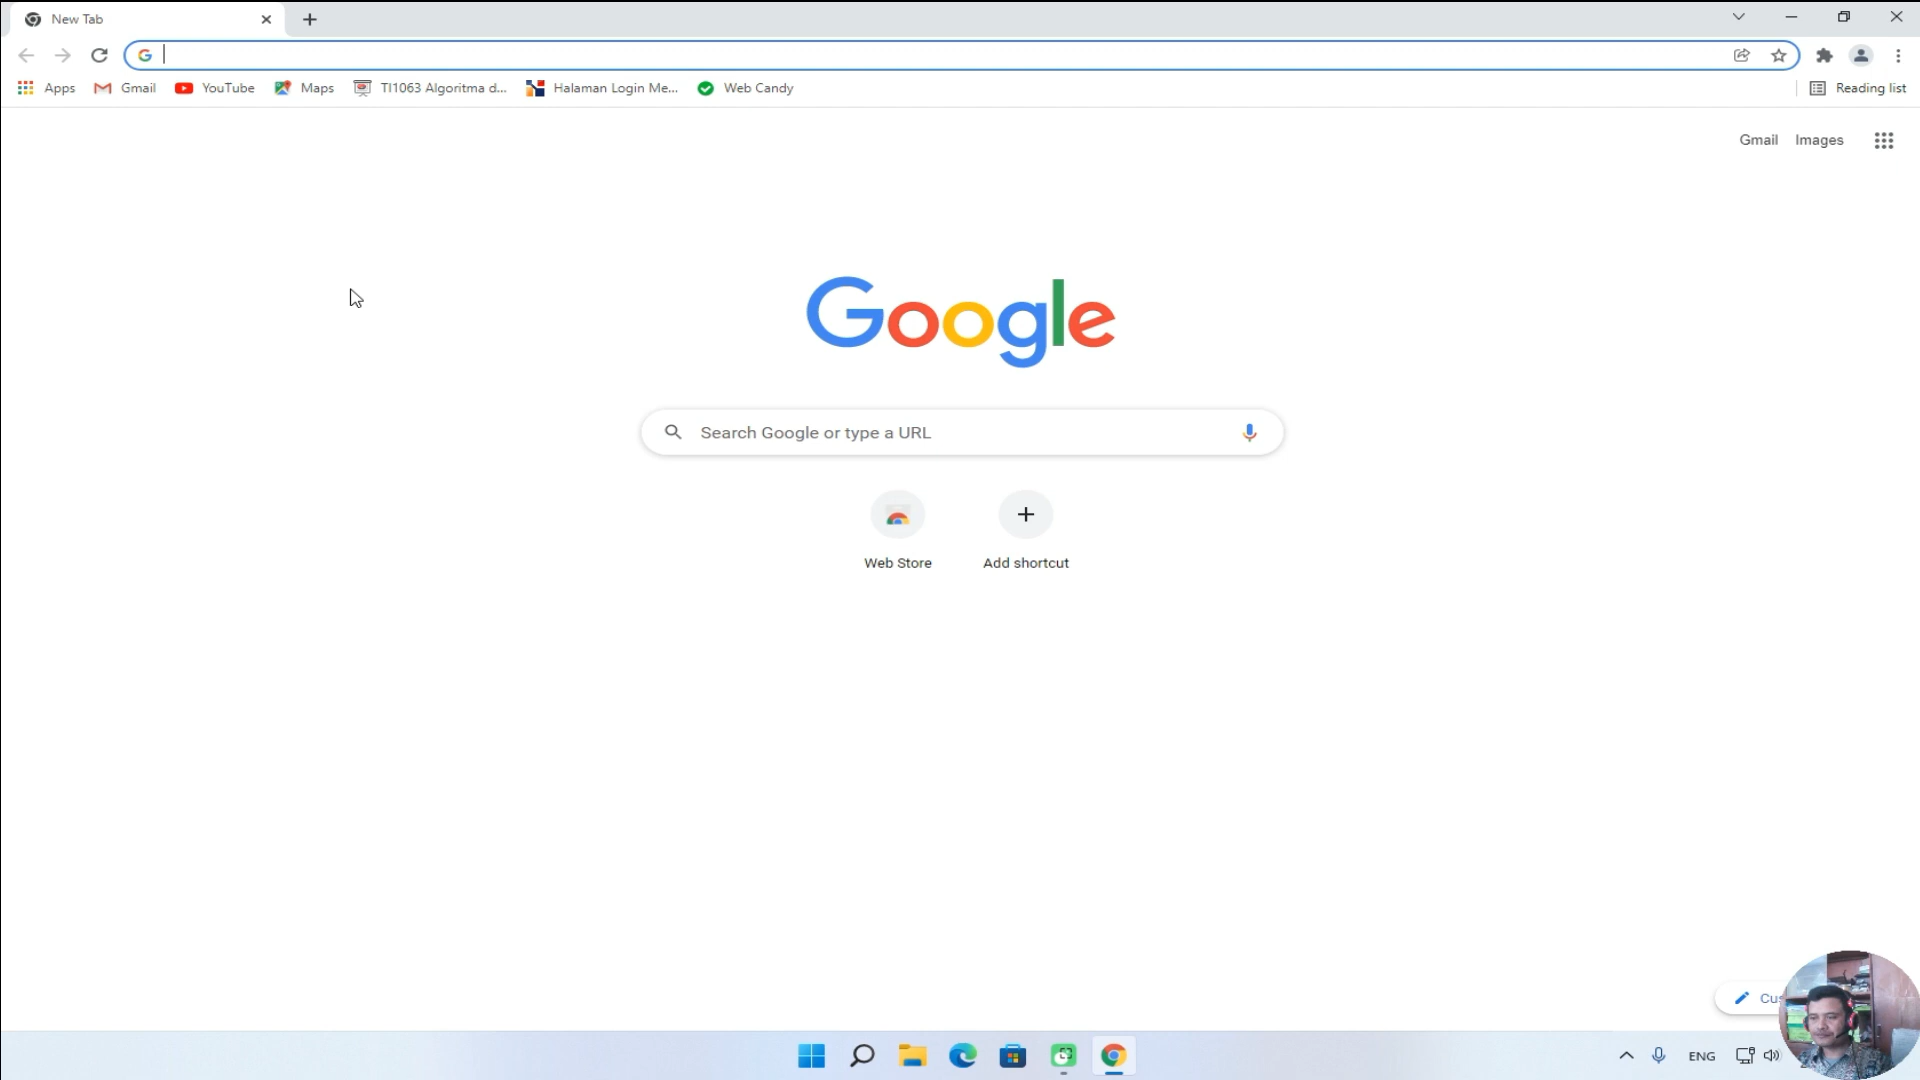 New Tab
Apps
Gmail
YouTube
Maps
TI1063 Algoritma d...
Halaman Login Me...
Web Candy
Reading list
Gmail
Images
Google
Search Google or type a URL
Web Store
Add shortcut
ENG